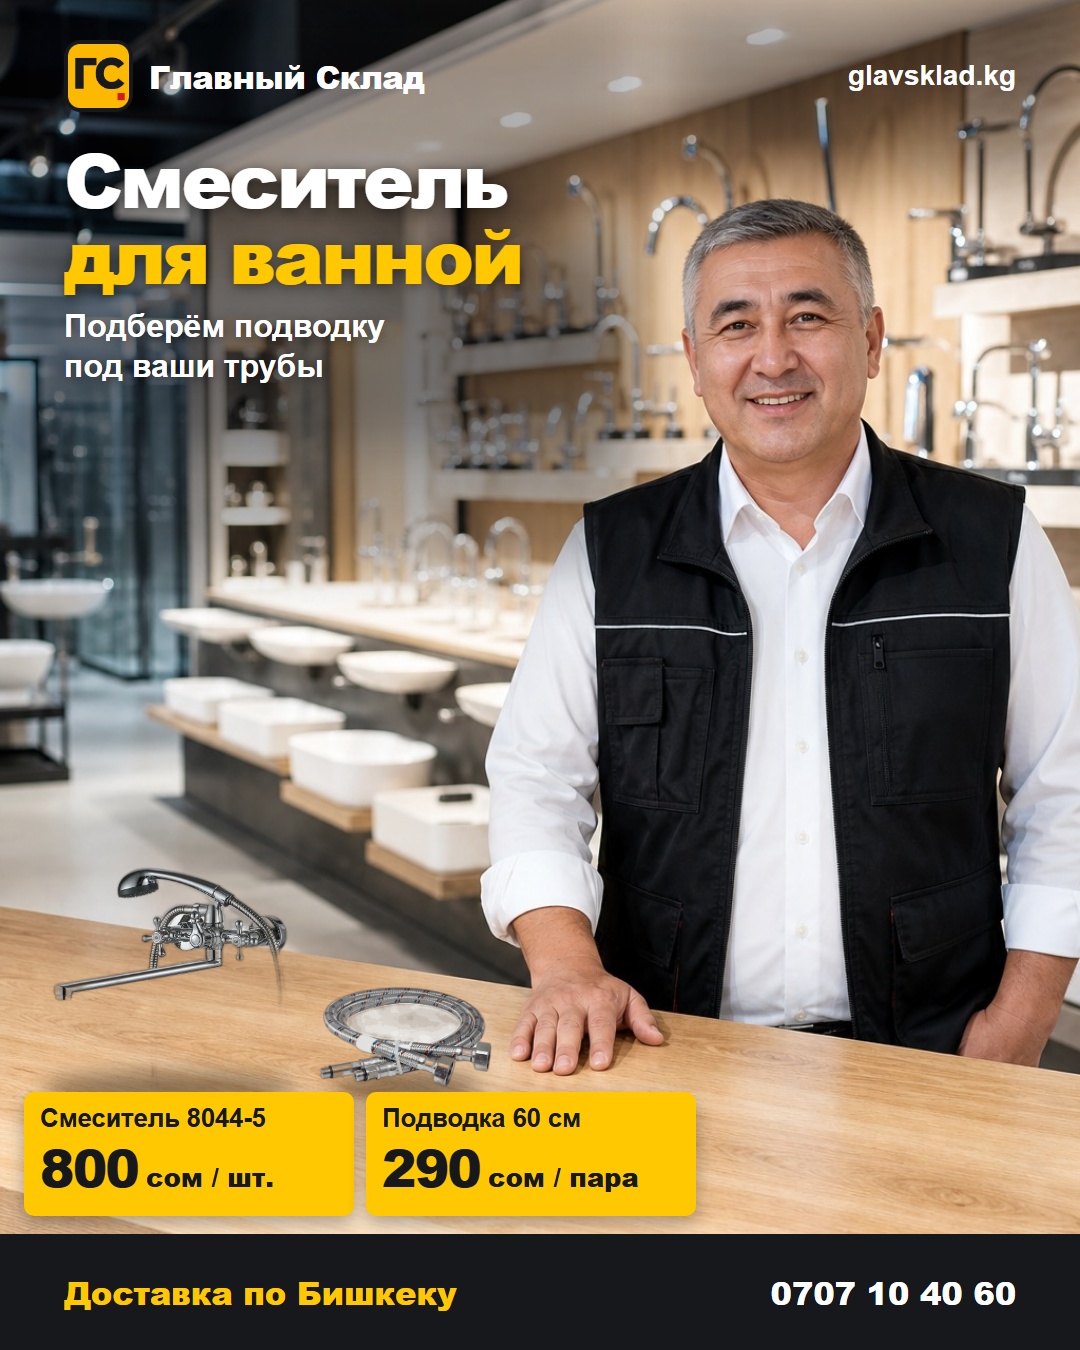 ГС Главный Склад
glavsklad.kg
Смеситель
для ванной
Подберём подводку
под ваши трубы
Смеситель 8044-5
800 сом / шт.
Подводка 60 см
290 сом / пара
Доставка по Бишкеку
0707 10 40 60